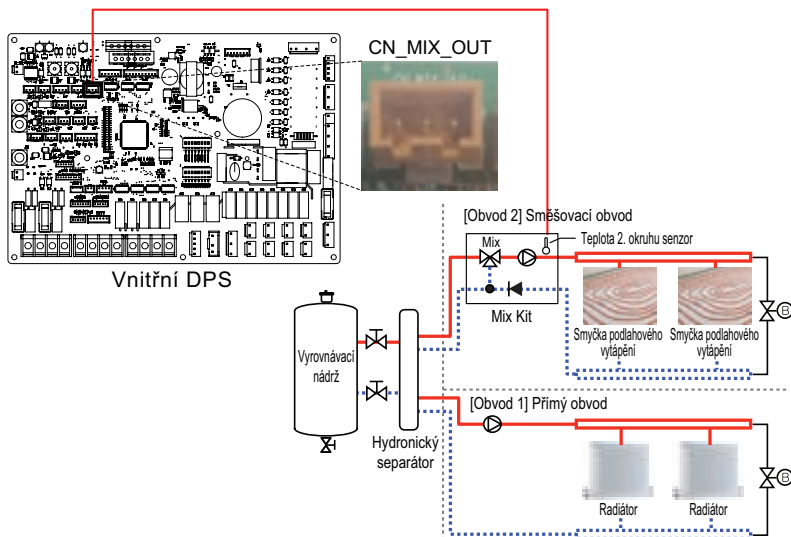 CN_MIX_OUT
Vnitřní DPS
[Obvod 2] Směšovací obvod
Mix
Teplota 2. okruhu senzor
Mix Kit
Smyčka podlahového
vytápění
Smyčka podlahového
vytápění
B
Vyrovnávací
nádrž
Hydronický
separátor
[Obvod 1] Přímý obvod
Radiátor
Radiátor
B